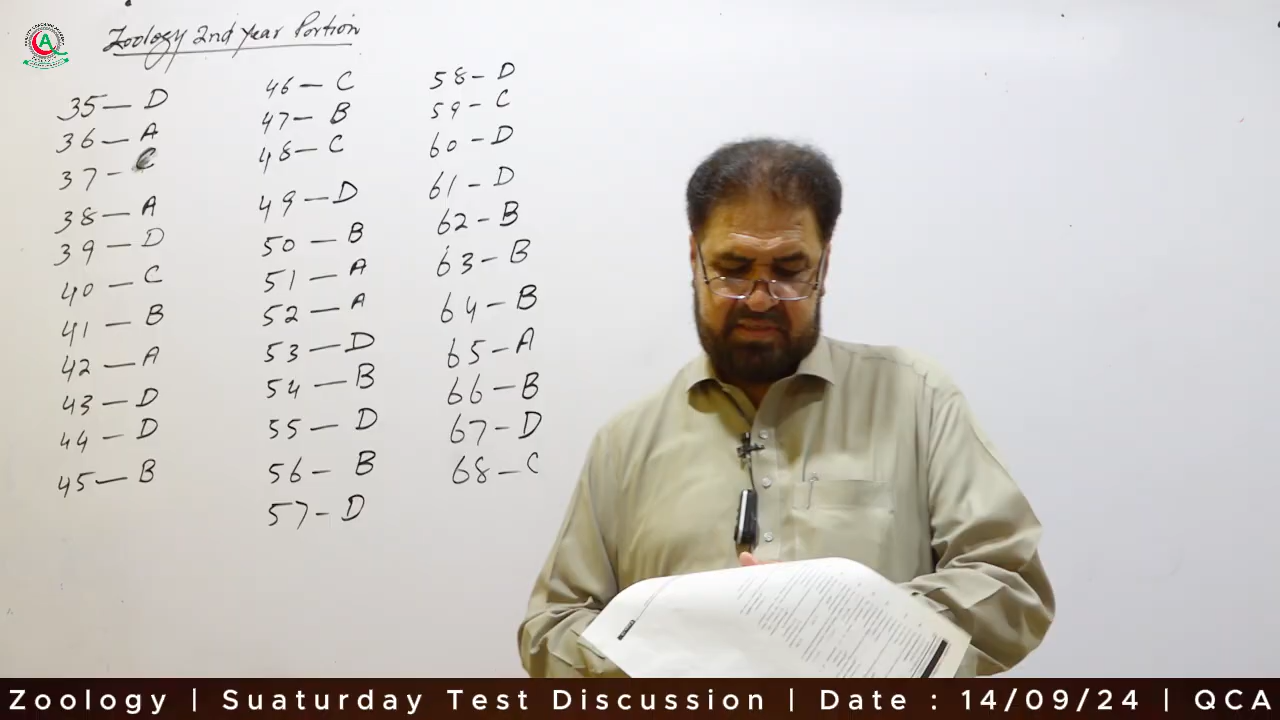 Zoology 2nd year Portion
35 — D
36 — A
37 - C
38 — A
39 — D
40 — C
41 — B
42 — A
43 — D
44 — D
45 — B
46 — C
47 — B
48 — C
49 — D
50 — B
51 — A
52 — A
53 — D
54 — B
55 — D
56 - B
57 - D
58 - D
59 - C
60 - D
61 - D
62 - B
63 - B
64 - B
65 - A
66 - B
67 - D
68 - C
Zoology | Suaturday Test Discussion | Date : 14/09/24 | QCA